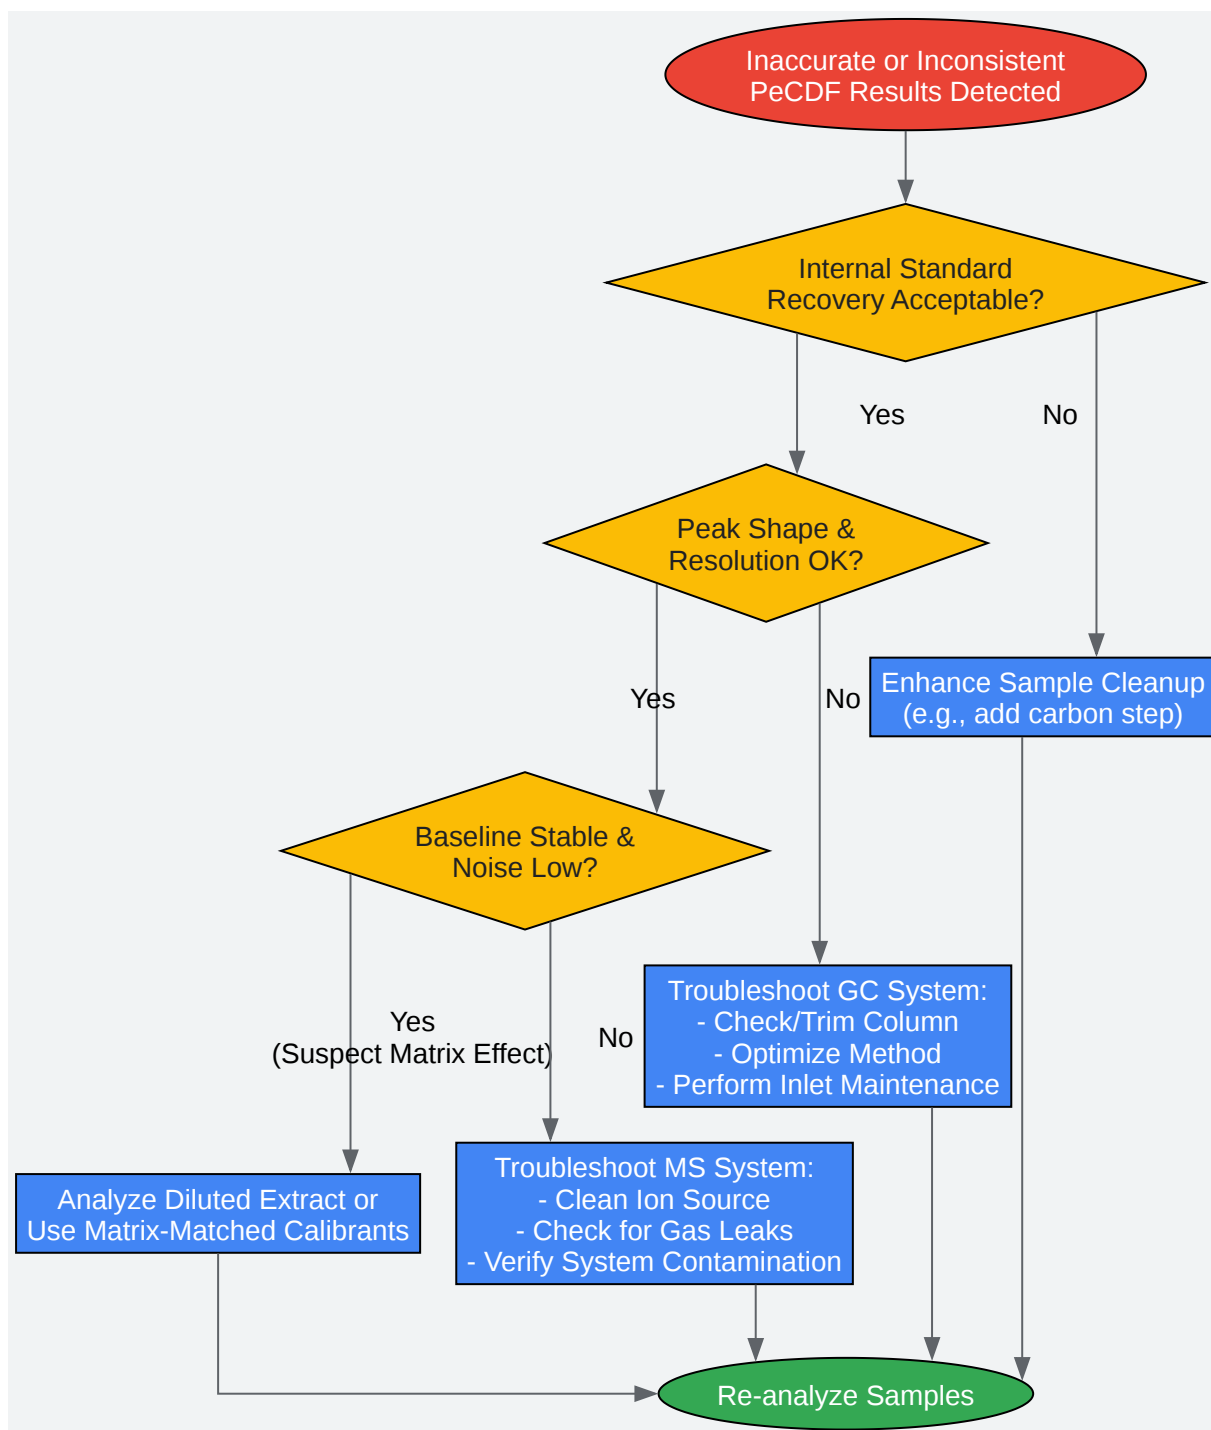 Inaccurate or Inconsistent
PeCDF Results Detected
Internal Standard
Recovery Acceptable?
Yes
No
Peak Shape &
Resolution OK?
Yes
No
Enhance Sample Cleanup
(e.g., add carbon step)
Baseline Stable &
Noise Low?
Yes
(Suspect Matrix Effect)
No
Troubleshoot GC System:
- Check/Trim Column
- Optimize Method
- Perform Inlet Maintenance
Analyze Diluted Extract or
Use Matrix-Matched Calibrants
Troubleshoot MS System:
- Clean Ion Source
- Check for Gas Leaks
- Verify System Contamination
Re-analyze Samples